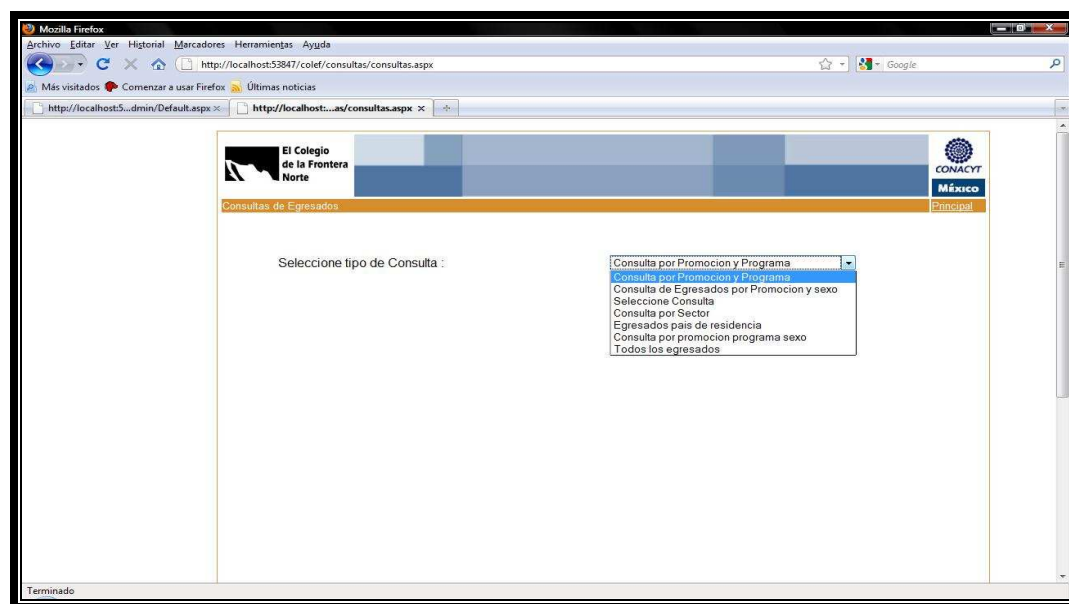 Mozilla Firefox
Archivo Editar Ver Historial Marcadores Herramientas Ayuda
http://localhost:53847/colef/consultas/consultas.aspx
Google
Más visitados Comenzar a usar Firefox Últimas noticias
http://localhost:5...dmin/Default.aspx
http://localhost:...as/consultas.aspx
El Colegio
de la Frontera
Norte
CONACYT
México
Consultas de Egresados
Principal
Seleccione tipo de Consulta :
Consulta por Promocion y Programa
Consulta por Promocion y Programa
Consulta de Egresados por Promocion y sexo
Seleccione Consulta
Consulta por Sector
Egresados pais de residencia
Consulta por promocion programa sexo
Todos los egresados
Terminado